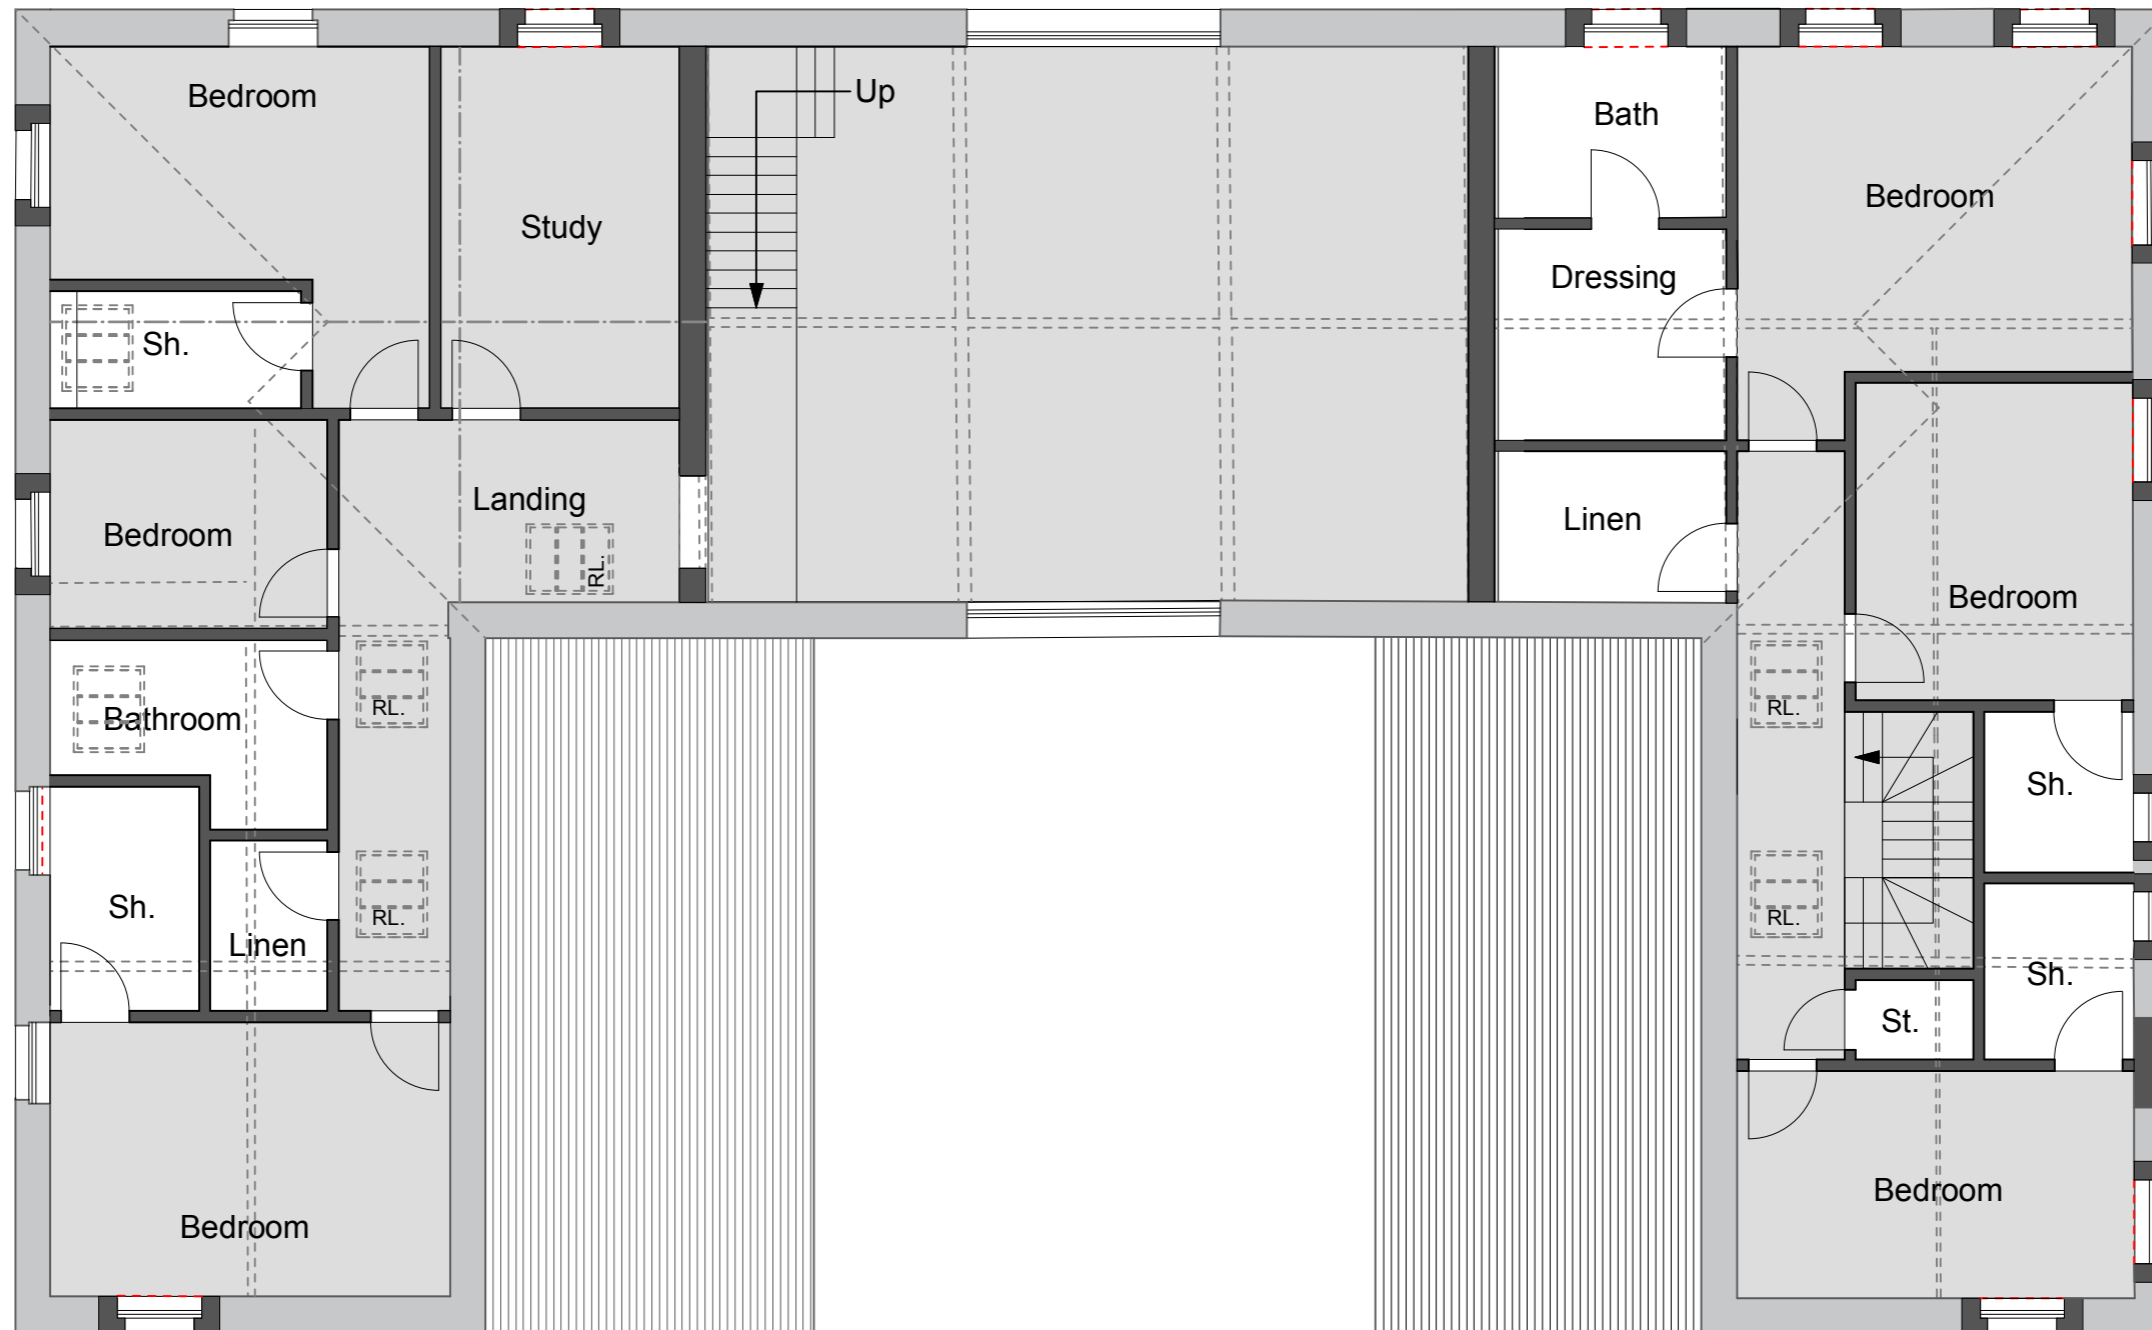 Bedroom
Up
Bath
Study
Bedroom
Dressing
Sh.
Landing
Linen
Bedroom
RL.
Bedroom
RL.
RL.
Bathroom
Sh.
Sh.
RL.
RL.
Linen
Sh.
St.
Bedroom
Bedroom